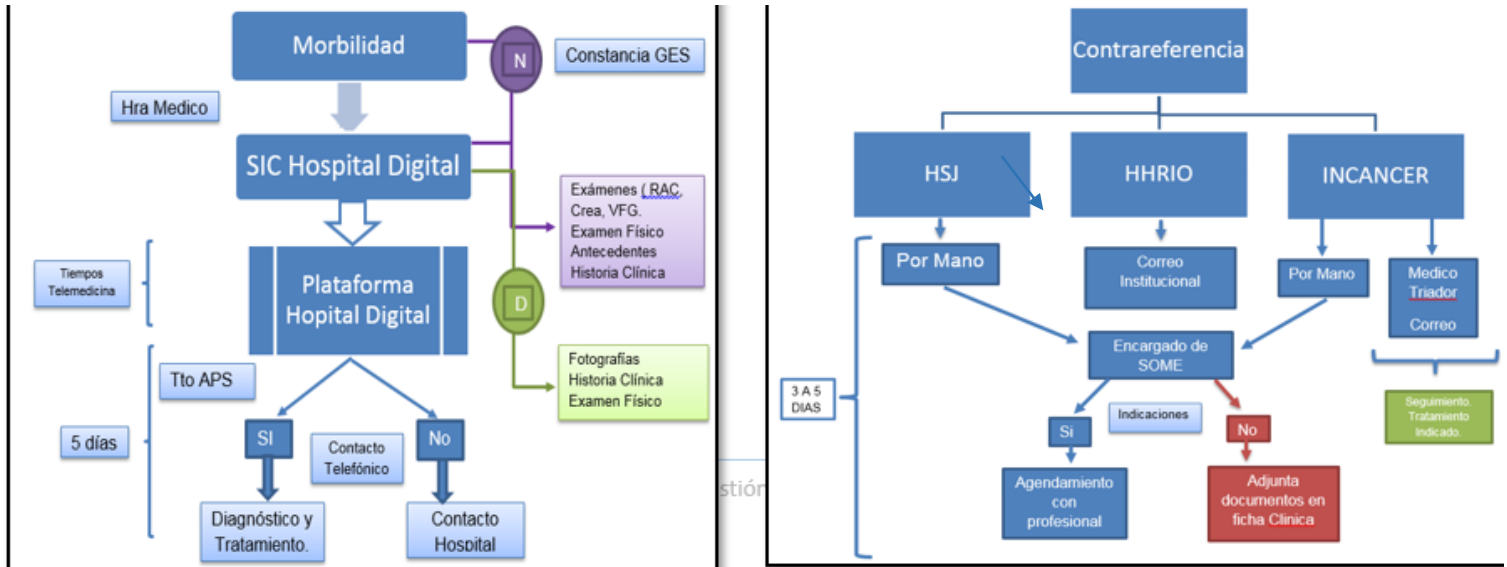 Morbilidad
N
Constancia GES
Hra Medico
SIC Hospital Digital
Exámenes ( RAC,
Crea, VFG.
Examen Físico
Antecedentes
Historia Clínica
Tiempos
Telemedicina
Plataforma
Hopital Digital
D
Fotografías
Historia Clínica
Examen Físico
Tto APS
5 días
SI
Contacto
Telefónico
No
Diagnóstico y
Tratamiento.
Contacto
Hospital
stión
Contrareferencia
HSJ
HHRIO
INCANCER
Por Mano
Correo
Institucional
Por Mano
Medico
Triador
Correo
Encargado de
SOME
3 A 5
DIAS
Si
Indicaciones
No
Seguimiento.
Tratamiento
Indicado.
Agendamiento
con
profesional
Adjunta
documentos en
ficha Clinica